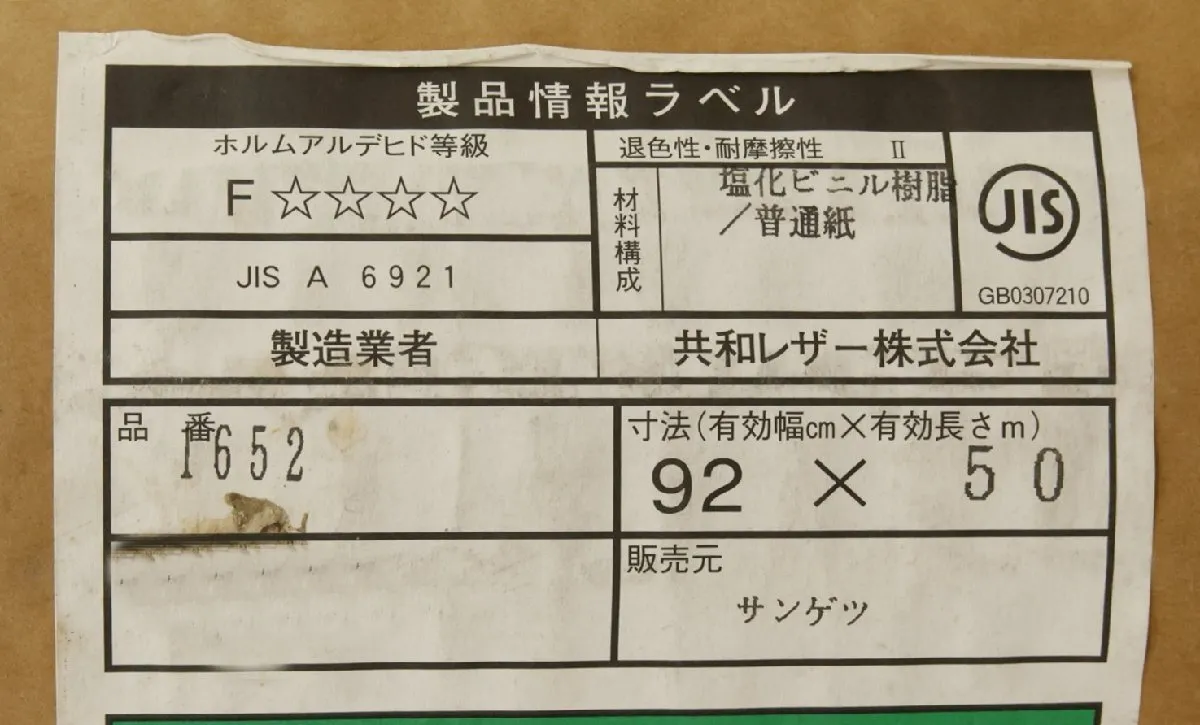 製品情報ラベル
ホルムアルデヒド等級
F☆☆☆☆
JIS A 6921
退色性・耐摩擦性 Ⅱ
材料構成
塩化ビニル樹脂
／普通紙
JIS
GB0307210
製造業者
共和レザー株式会社
品 番
1652
寸法(有効幅cm×有効長さm)
92 × 50
販売元
サンゲツ